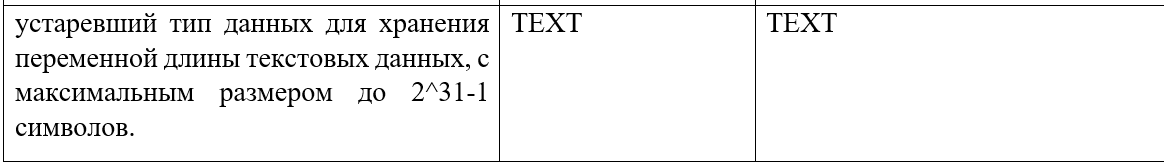 устаревший тип данных для хранения
переменной длины текстовых данных, с
максимальным размером до 2^31-1
символов.
TEXT
TEXT